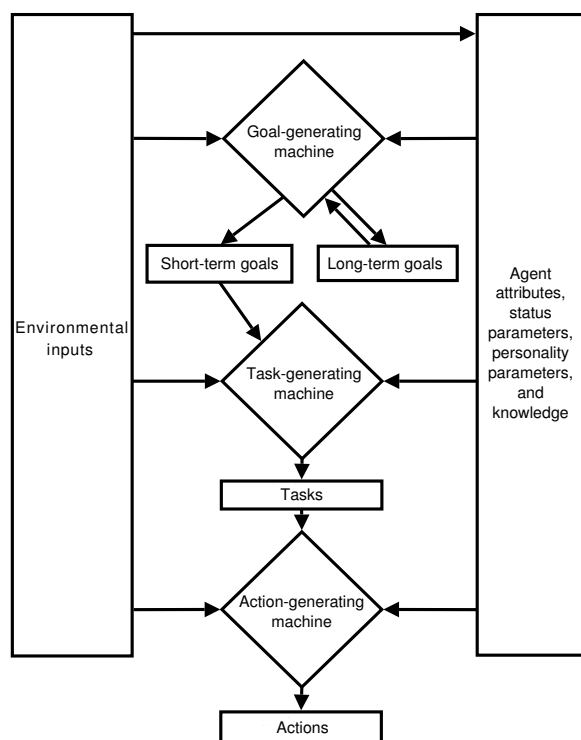 Goal-generating
machine
Short-term goals
Long-term goals
Environmental
inputs
Agent
attributes,
status
parameters,
personality
parameters,
and
knowledge
Task-generating
machine
Tasks
Action-generating
machine
Actions